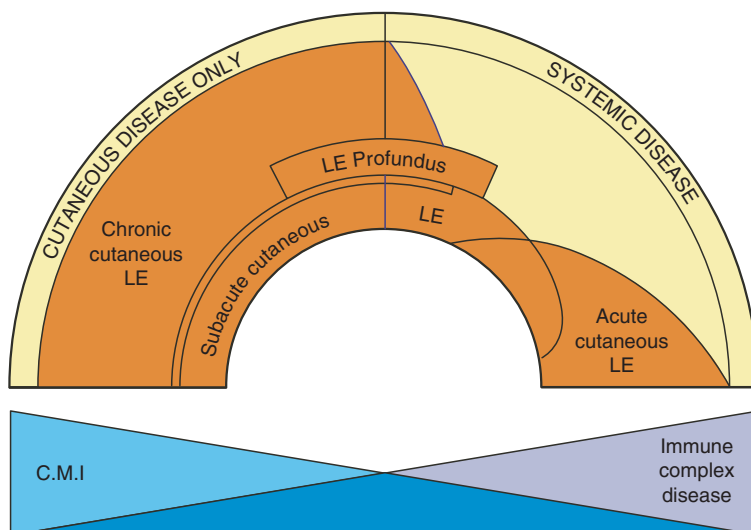 CUTANEOUS DISEASE ONLY
SYSTEMIC DISEASE
LE Profundus
Chronic
cutaneous
LE
Subacute cutaneous
LE
Acute
cutaneous
LE
C.M.I
Immune
complex
disease